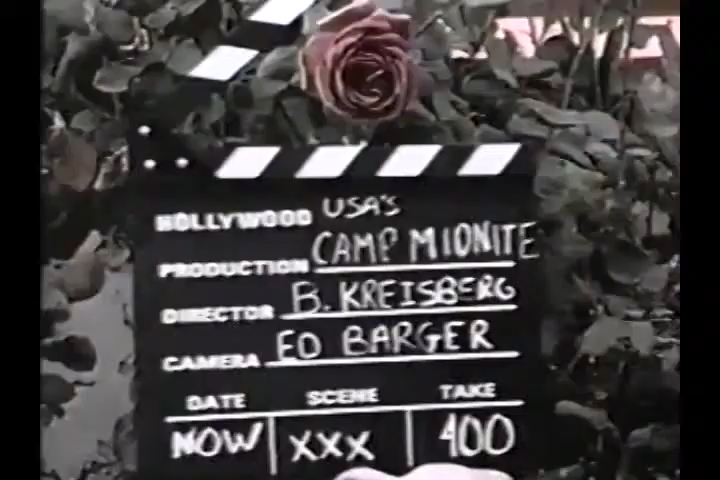 HOLLYWOOD USA'S
PRODUCTION CAMP MIDNITE
DIRECTOR B. KREISBERG
CAMERA ED BARGER
DATE SCENE TAKE
NOW XXX 400